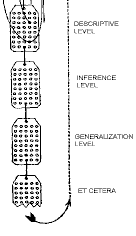 DESCRIPTIVE
LEVEL
INFERENCE
LEVEL
GENERALIZATION
LEVEL
ET CETERA